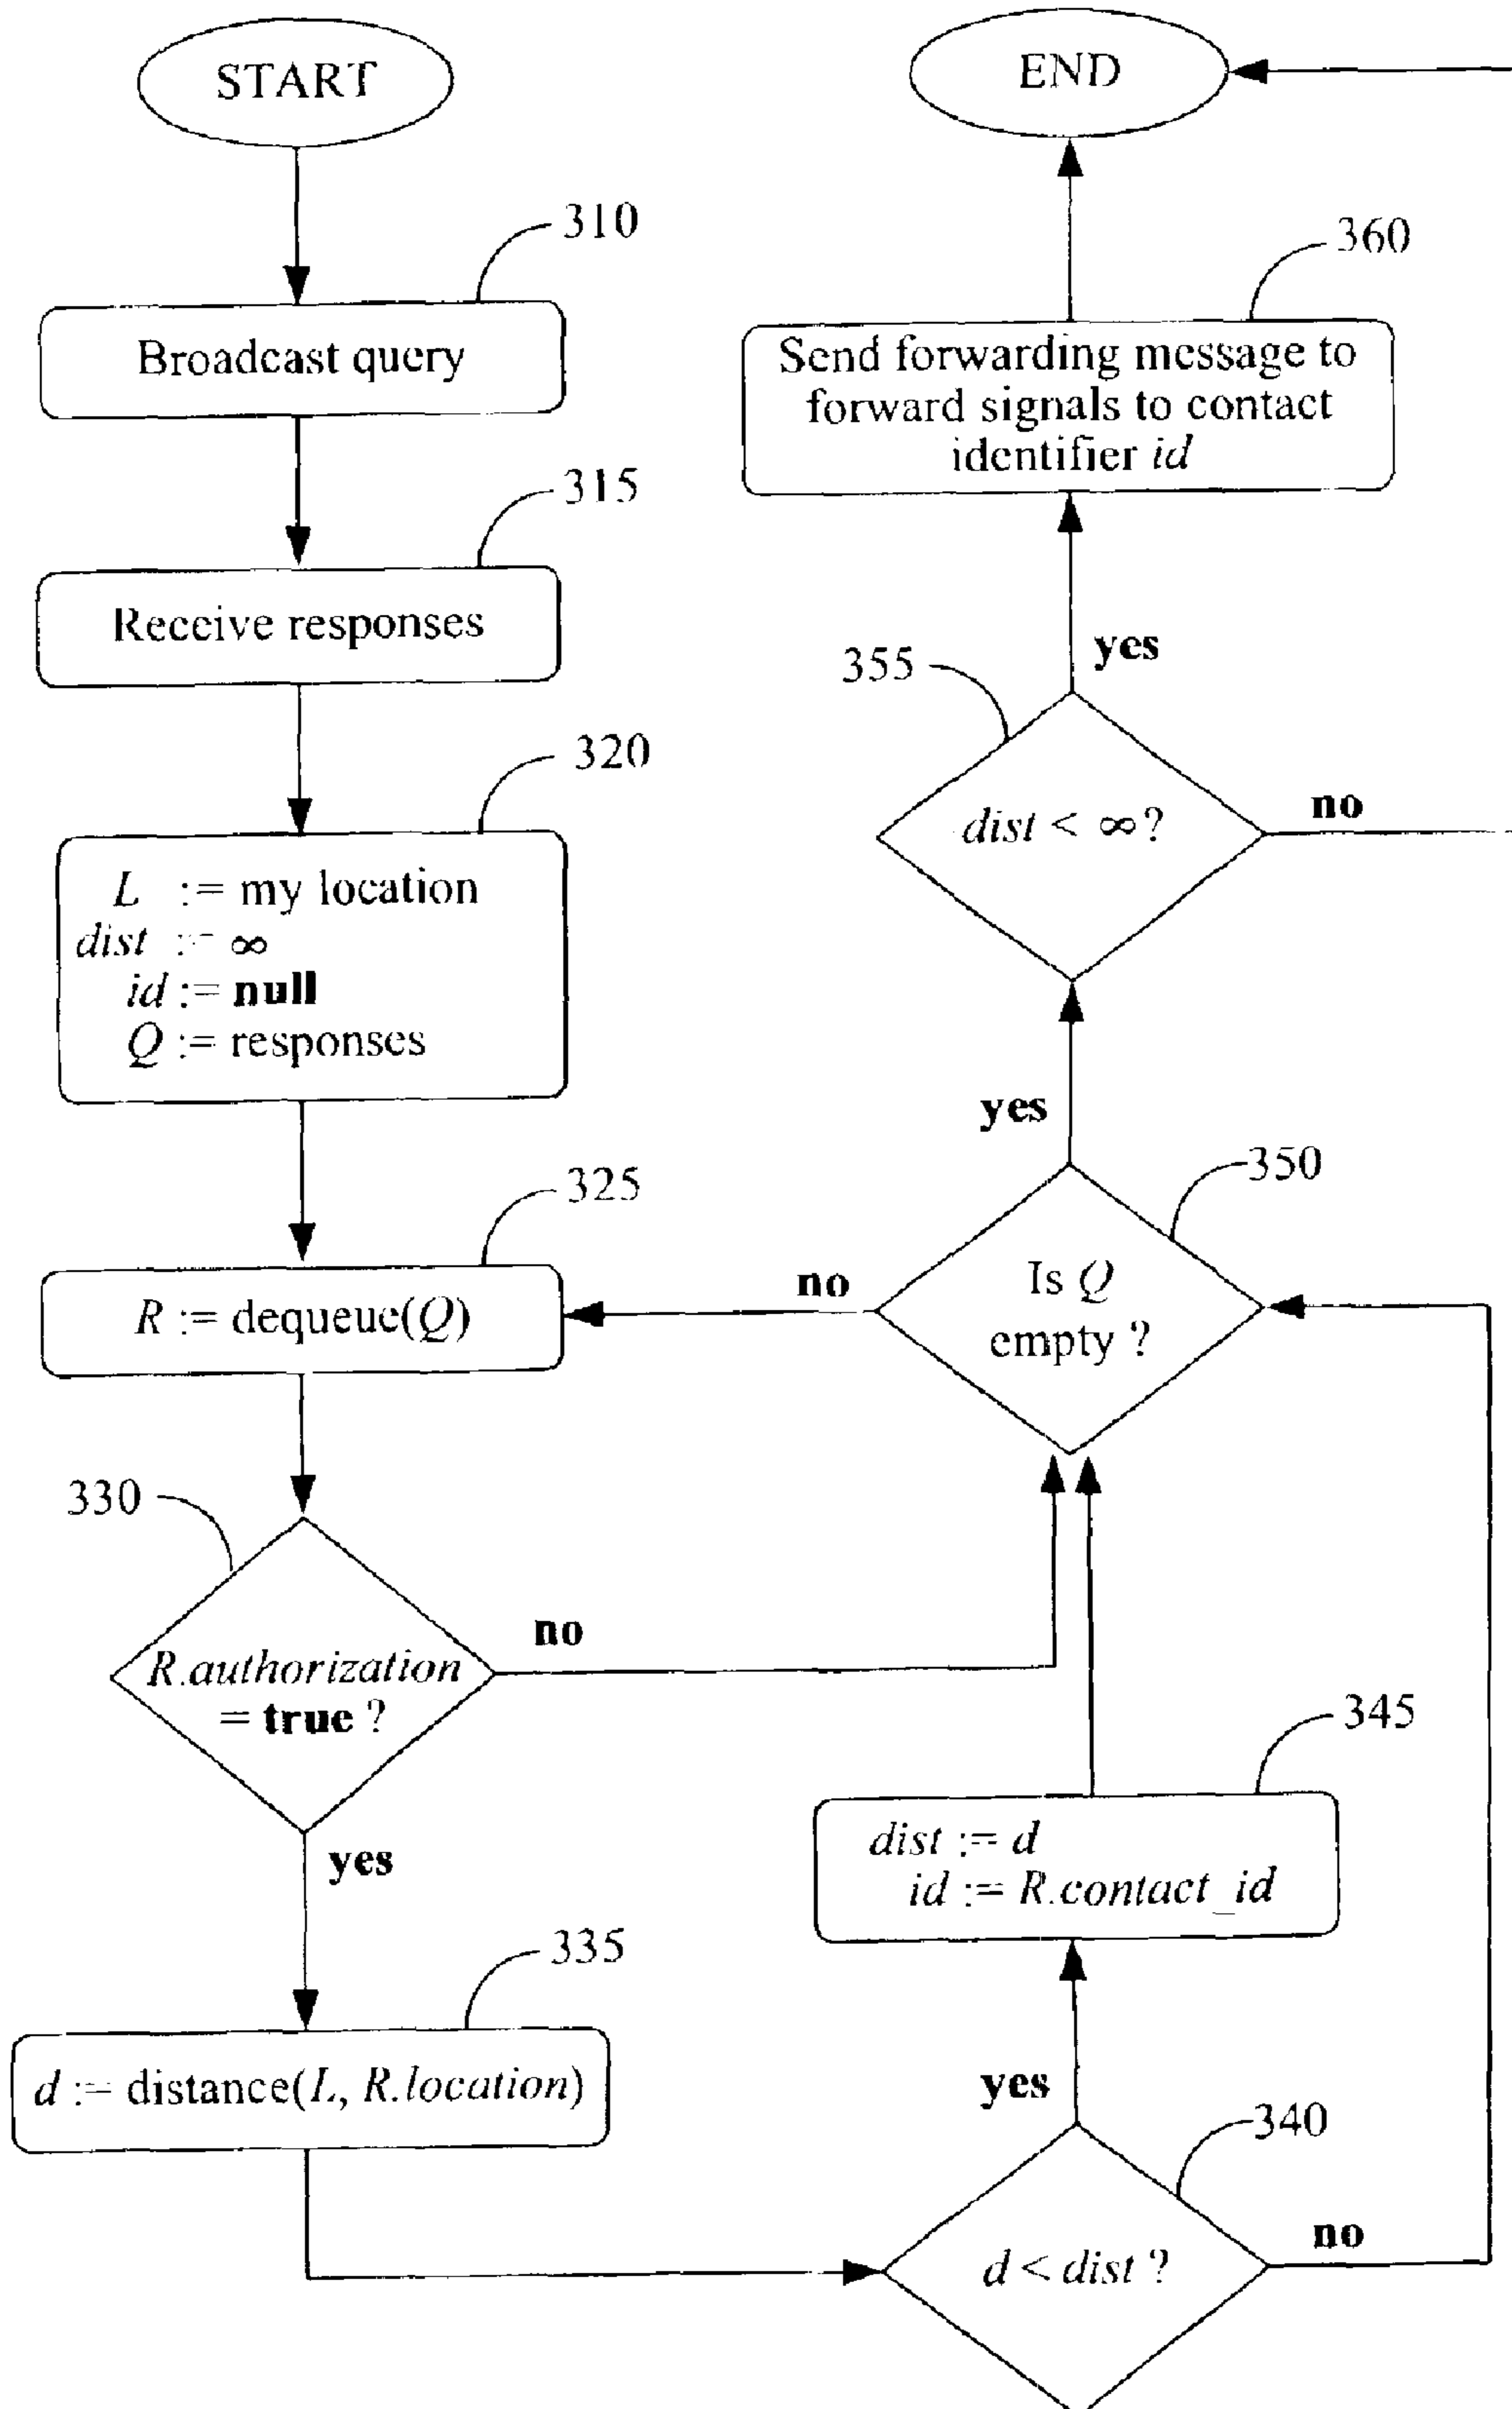 START
310
Broadcast query
315
Receive responses
320
L := my location
dist := ∞
id := null
Q := responses
325
R := dequeue(Q)
330
R.authorization
= true ?
no
yes
335
d := distance(L, R.location)
END
360
Send forwarding message to
forward signals to contact
identifier id
yes
355
dist < ∞?
no
yes
350
Is Q
empty ?
no
345
dist := d
id := R.contact_id
yes
340
d < dist ?
no